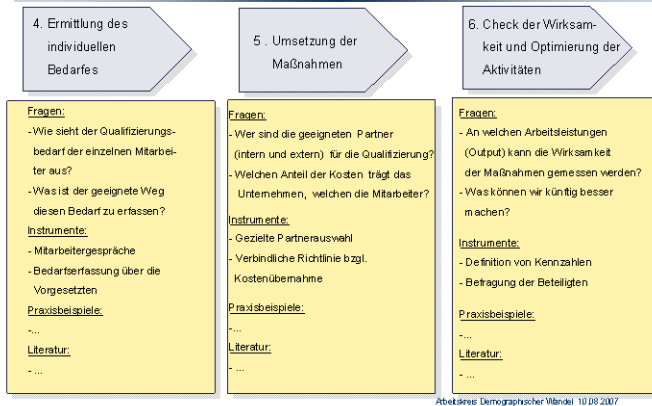 4. Ermittlung des
individuellen
Bedarfes
5 . Umsetzung der
Maßnahmen
6. Check der Wirksam-
keit und Optimierung der
Aktivitäten
Fragen:
- Wie sieht der Qualifizierungs-
bedarf der einzelnen Mitarbei-
ter aus?
- Was ist der geeignete Weg
diesen Bedarf zu erfassen?
Instrumente:
- Mitarbeitergespräche
- Bedarfserfassung über die
Vorgesetzten
Praxisbeispiele:
-...
Literatur:
- ...
Fragen:
- Wer sind die geeigneten Partner
(intern und extern) für die Qualifizierung?
- Welchen Anteil der Kosten trägt das
Unternehmen, welchen die Mitarbeiter?
Instrumente:
- Gezielte Partnerauswahl
- Verbindliche Richtlinie bzgl.
Kostenübernahme
Praxisbeispiele:
-...
Literatur:
- ...
Fragen:
- An welchen Arbeitsleistungen
(Output) kann die Wirksamkeit
der Maßnahmen gemessen werden?
- Was können wir künftig besser
machen?
Instrumente:
- Definition von Kennzahlen
- Befragung der Beteiligten
Praxisbeispiele:
-...
Literatur:
- ...
Arbeitskreis Demographischer Wandel 10.08.2007